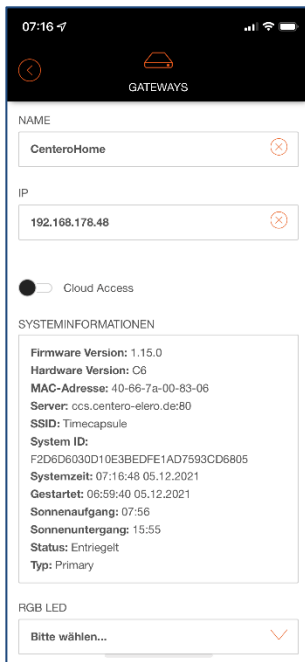 07:16
GATEWAYS
NAME
CenteroHome
IP
192.168.178.48
Cloud Access
SYSTEMINFORMATIONEN
Firmware Version: 1.15.0
Hardware Version: C6
MAC-Adresse: 40-66-7a-00-83-06
Server: ccs.centero-elero.de:80
SSID: Timecapsule
System ID:
F2D6D6030D10E3BEDFE1AD7593CD6805
Systemzeit: 07:16:48 05.12.2021
Gestartet: 06:59:40 05.12.2021
Sonnenaufgang: 07:56
Sonnenuntergang: 15:55
Status: Entriegelt
Typ: Primary
RGB LED
Bitte wählen...